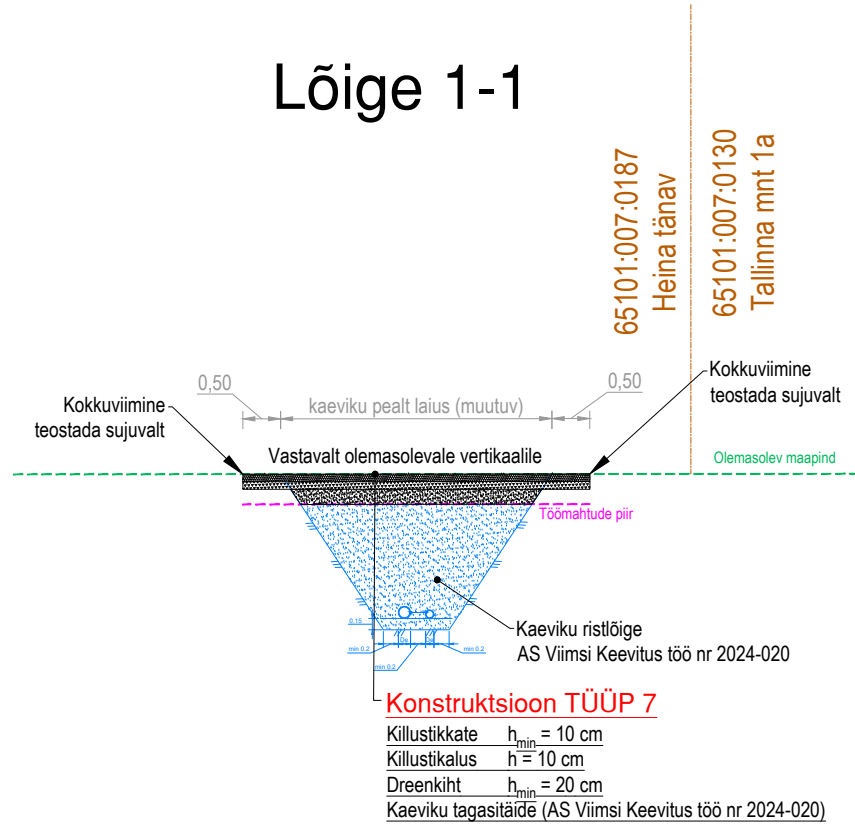 Lõige 1-1
65101:007:0187
Heina tänav
65101:007:0130
Tallinna mnt 1a
0,50
kaeviku pealt laius (muutuv)
0,50
Kokkuviimine
teostada sujuvalt
Kokkuviimine
teostada sujuvalt
Vastavalt olemasolevale vertikaalile
Olemasolev maapind
Töömahtude piir
0.15
De
De
min 0.2
min 0.2
min 0.2
Kaeviku ristlõige
AS Viimsi Keevitus töö nr 2024-020
Konstruktsioon TÜÜP 7
Killustikkate hmin = 10 cm
Killustikalus h = 10 cm
Dreenkiht hmin = 20 cm
Kaeviku tagasitäide (AS Viimsi Keevitus töö nr 2024-020)